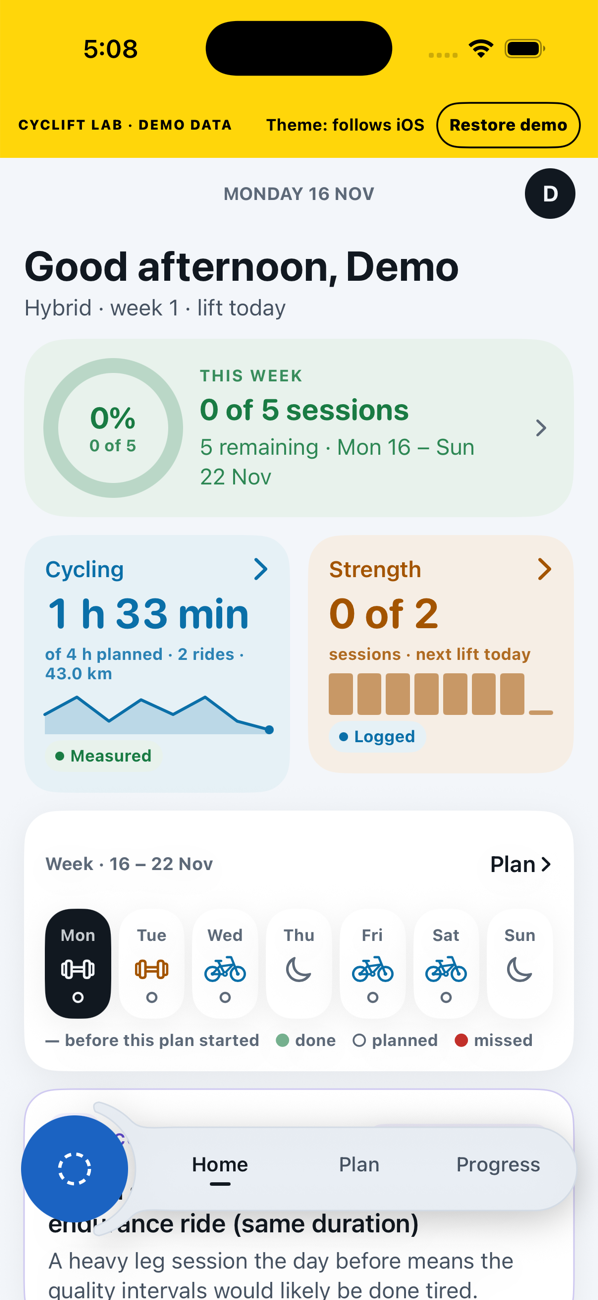 5:08
CYCLIFT LAB · DEMO DATA
Theme: follows iOS
Restore demo
MONDAY 16 NOV
D
Good afternoon, Demo
Hybrid · week 1 · lift today
THIS WEEK
0%
0 of 5
0 of 5 sessions
5 remaining · Mon 16 – Sun
22 Nov
Cycling
1 h 33 min
of 4 h planned · 2 rides ·
43.0 km
Measured
Strength
0 of 2
sessions · next lift today
Logged
Week · 16 – 22 Nov
Plan
Mon
Tue
Wed
Thu
Fri
Sat
Sun
— before this plan started
done
planned
missed
Home
Plan
Progress
endurance ride (same duration)
A heavy leg session the day before means the
quality intervals would likely be done tired.